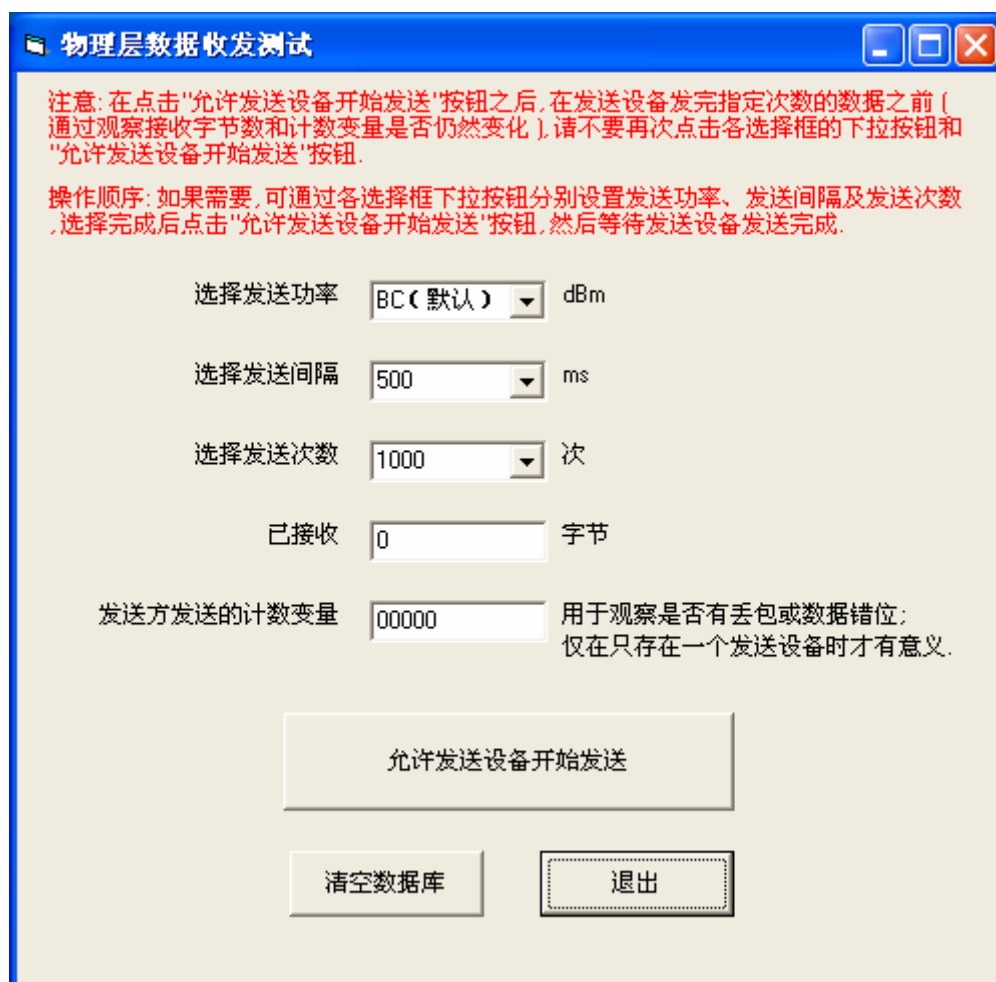 物理层数据收发测试
注意:在点击"允许发送设备开始发送"按钮之后,在发送设备发完指定次数的数据之前(
通过观察接收字节数和计数变量是否仍然变化),请不要再次点击各选择框的下拉按钮和
"允许发送设备开始发送"按钮.
操作顺序:如果需要,可通过各选择框下拉按钮分别设置发送功率、发送间隔及发送次数
,选择完成后点击"允许发送设备开始发送"按钮,然后等待发送设备发送完成.
选择发送功率 BC(默认) dBm
选择发送间隔 500 ms
选择发送次数 1000 次
已接收 0 字节
发送方发送的计数变量 00000 用于观察是否有丢包或数据错位;
仅在只存在一个发送设备时才有意义.
允许发送设备开始发送
清空数据库 退出